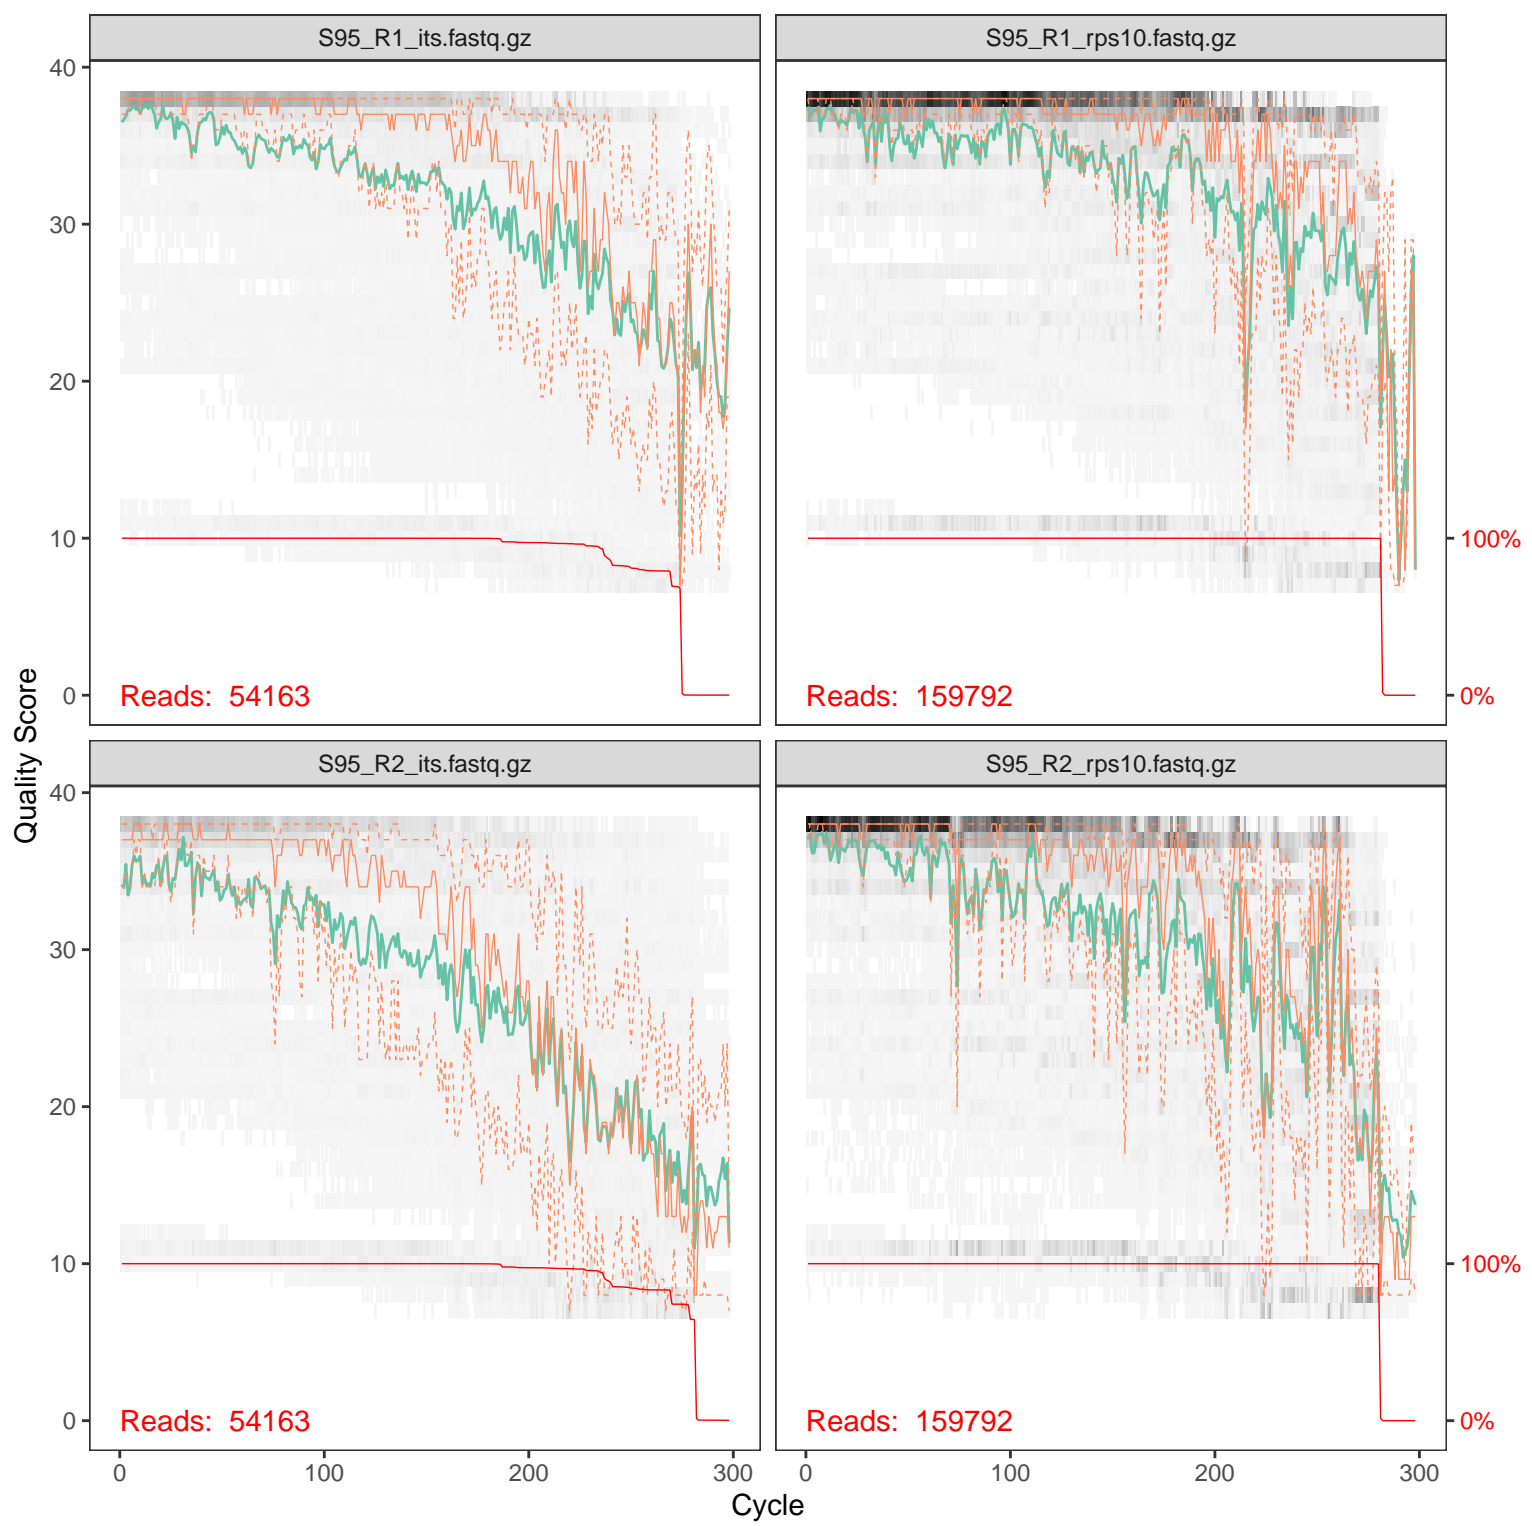 S95_R1_its.fastq.gz
S95_R1_rps10.fastq.gz
40
30
20
10
0
100%
0%
Reads: 54163
Reads: 159792
Quality Score
S95_R2_its.fastq.gz
S95_R2_rps10.fastq.gz
40
30
20
10
0
100%
0%
Reads: 54163
Reads: 159792
0 100 200 300
0 100 200 300
Cycle